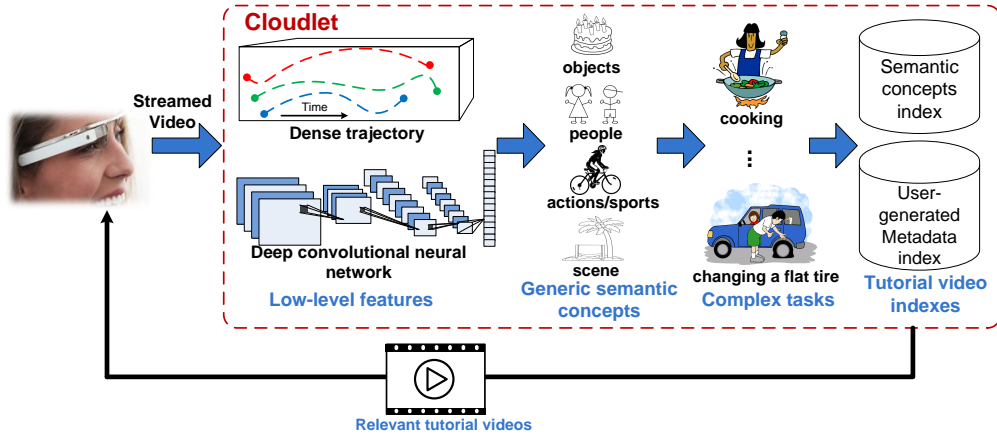 Cloudlet
Streamed
Video
Time
Dense trajectory
Deep convolutional neural
network
Low-level features
objects
people
actions/sports
scene
Generic semantic
concepts
cooking
⋮
changing a flat tire
Complex tasks
Semantic
concepts
index
User-
generated
Metadata
index
Tutorial video
indexes
Relevant tutorial videos